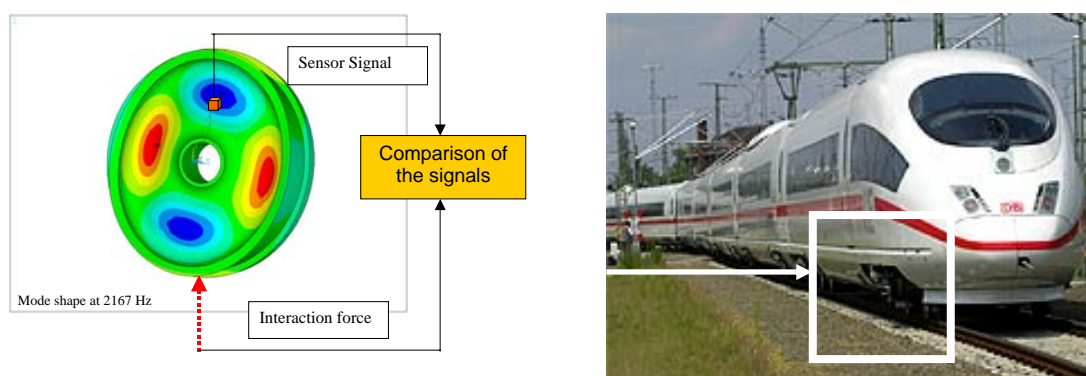 Sensor Signal
Comparison of
the signals
Mode shape at 2167 Hz
Interaction force